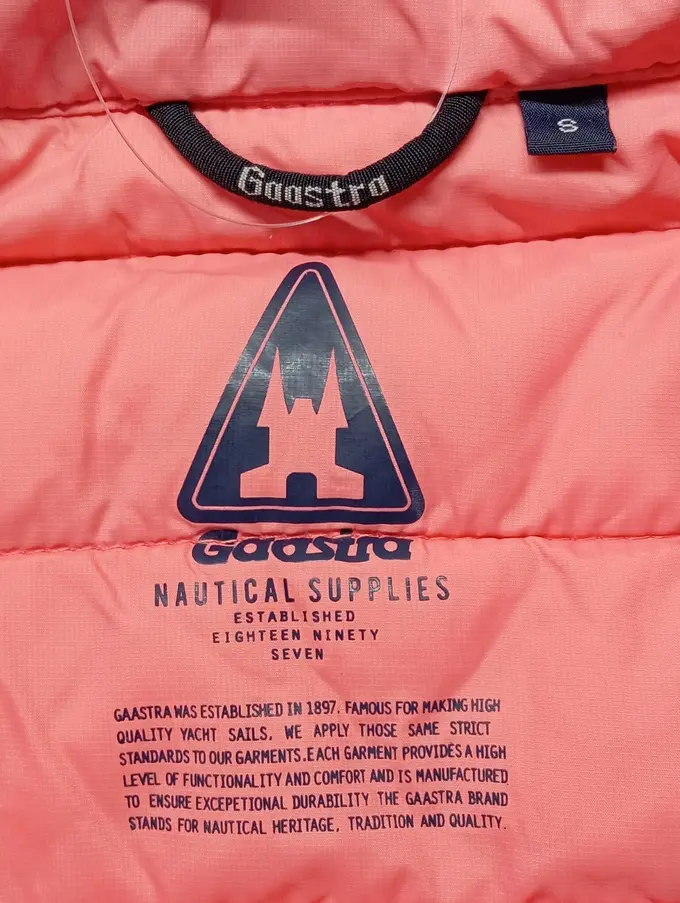 Gaastra
S
Gaastra
NAUTICAL SUPPLIES
ESTABLISHED
EIGHTEEN NINETY
SEVEN
GAASTRA WAS ESTABLISHED IN 1897. FAMOUS FOR MAKING HIGH
QUALITY YACHT SAILS, WE APPLY THOSE SAME STRICT
STANDARDS TO OUR GARMENTS. EACH GARMENT PROVIDES A HIGH
LEVEL OF FUNCTIONALITY AND COMFORT AND IS MANUFACTURED
TO ENSURE EXCEPETIONAL DURABILITY THE GAASTRA BRAND
STANDS FOR NAUTICAL HERITAGE, TRADITION AND QUALITY.